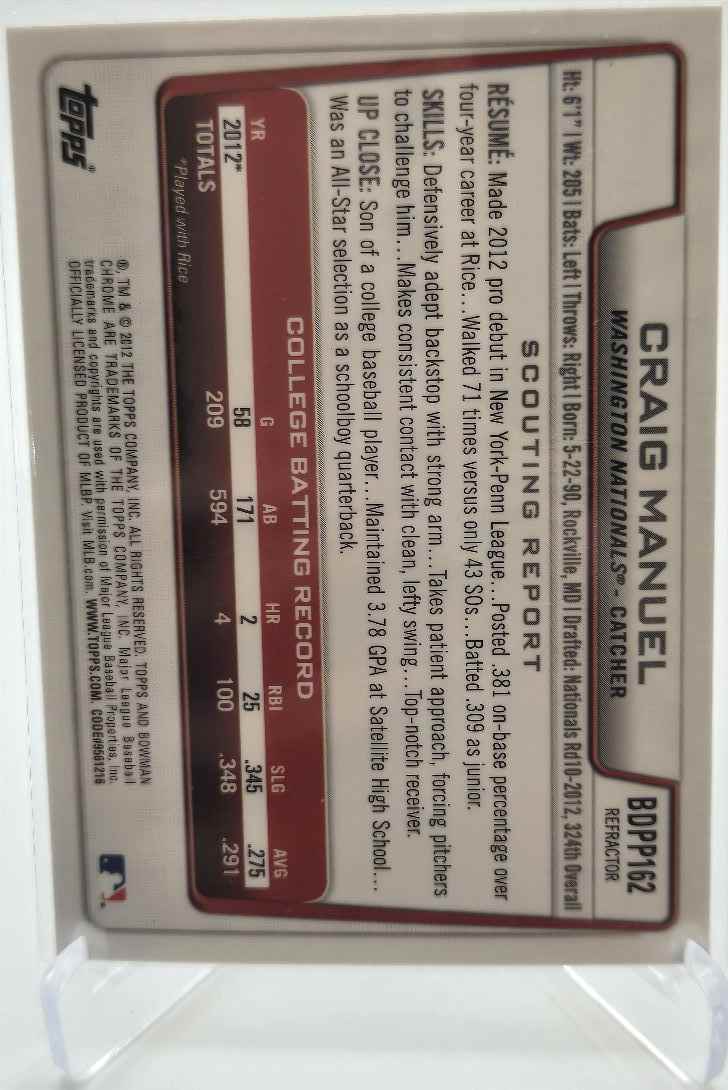 CRAIG MANUEL
WASHINGTON NATIONALS® - CATCHER
BDPP162
REFRACTOR
Ht: 6'1" | Wt: 205 | Bats: Left | Throws: Right | Born: 5-22-90, Rockville, MD | Drafted: Nationals Rd10-2012, 324th Overall
SCOUTING REPORT
RÉSUMÉ: Made 2012 pro debut in New York-Penn League...Posted .381 on-base percentage over
four-year career at Rice...Walked 71 times versus only 43 SOs...Batted .309 as junior.
SKILLS: Defensively adept backstop with strong arm...Takes patient approach, forcing pitchers
to challenge him...Makes consistent contact with clean, lefty swing...Top-notch receiver.
UP CLOSE: Son of a college baseball player...Maintained 3.78 GPA at Satellite High School...
Was an All-Star selection as a schoolboy quarterback.
COLLEGE BATTING RECORD
YR G AB HR RBI SLG AVG
2012* 58 171 2 25 .345 .275
TOTALS 209 594 4 100 .348 .291
*Played with Rice
topps®
®, TM & © 2012 THE TOPPS COMPANY, INC. ALL RIGHTS RESERVED. TOPPS AND BOWMAN
CHROME ARE TRADEMARKS OF THE TOPPS COMPANY, INC. Major League Baseball
trademarks and copyrights are used with permission of Major League Baseball Properties, Inc.
OFFICIALLY LICENSED PRODUCT OF MLBP. Visit MLB.com. WWW.TOPPS.COM. CODE#9581216